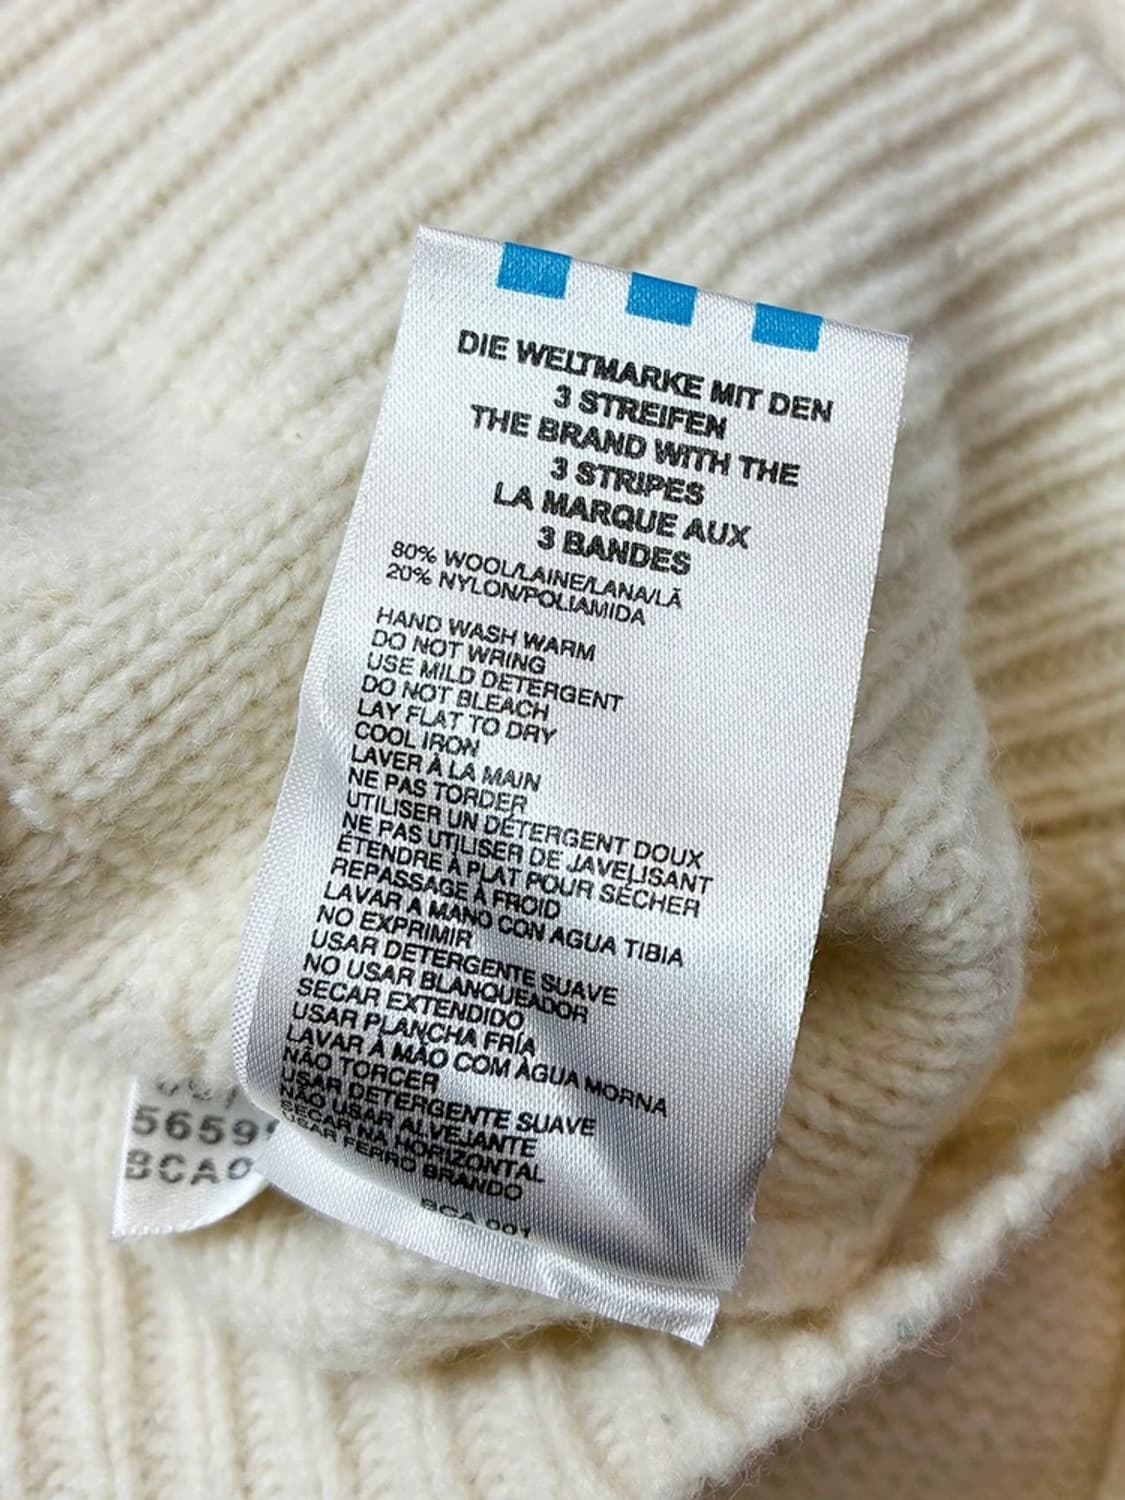 DIE WELTMARKE MIT DEN
3 STREIFEN
THE BRAND WITH THE
3 STRIPES
LA MARQUE AUX
3 BANDES
80% WOOL/LAINE/LANA/LÃ
20% NYLON/POLIAMIDA
HAND WASH WARM
DO NOT WRING
USE MILD DETERGENT
DO NOT BLEACH
LAY FLAT TO DRY
COOL IRON
LAVER À LA MAIN
NE PAS TORDER
UTILISER UN DÉTERGENT DOUX
NE PAS UTILISER DE JAVELISANT
ÉTENDRE À PLAT POUR SÉCHER
REPASSAGE À FROID
LAVAR A MANO CON AGUA TIBIA
NO EXPRIMIR
USAR DETERGENTE SUAVE
NO USAR BLANQUEADOR
SECAR EXTENDIDO
USAR PLANCHA FRÍA
LAVAR À MÃO COM ÀGUA MORNA
NÃO TORCER
USAR DETERGENTE SUAVE
NÃO USAR ALVEJANTE
SECAR NA HORIZONTAL
USAR FERRO BRANDO
BCA 001
5659
BCA0